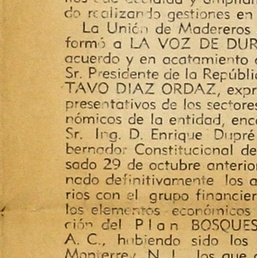 do realizando gestiones en
La Unión de Madereros
formó a LA VOZ DE DUR
acuerdo y en acatamiento
Sr. Presidente de la Repúblic
TAVO DIAZ ORDAZ, expr
presentativos de los sectores
nómicos de la entidad, enc
Sr. Ing. D. Enrique Dupré
bernador Constitucional de
sado 29 de octubre anterior
nado definitivamente los a
rios con el grupo financier
los elementos económicos
ción del Plan BOSQUES
A. C., habiendo sido los
Monterrey, N. L., los que